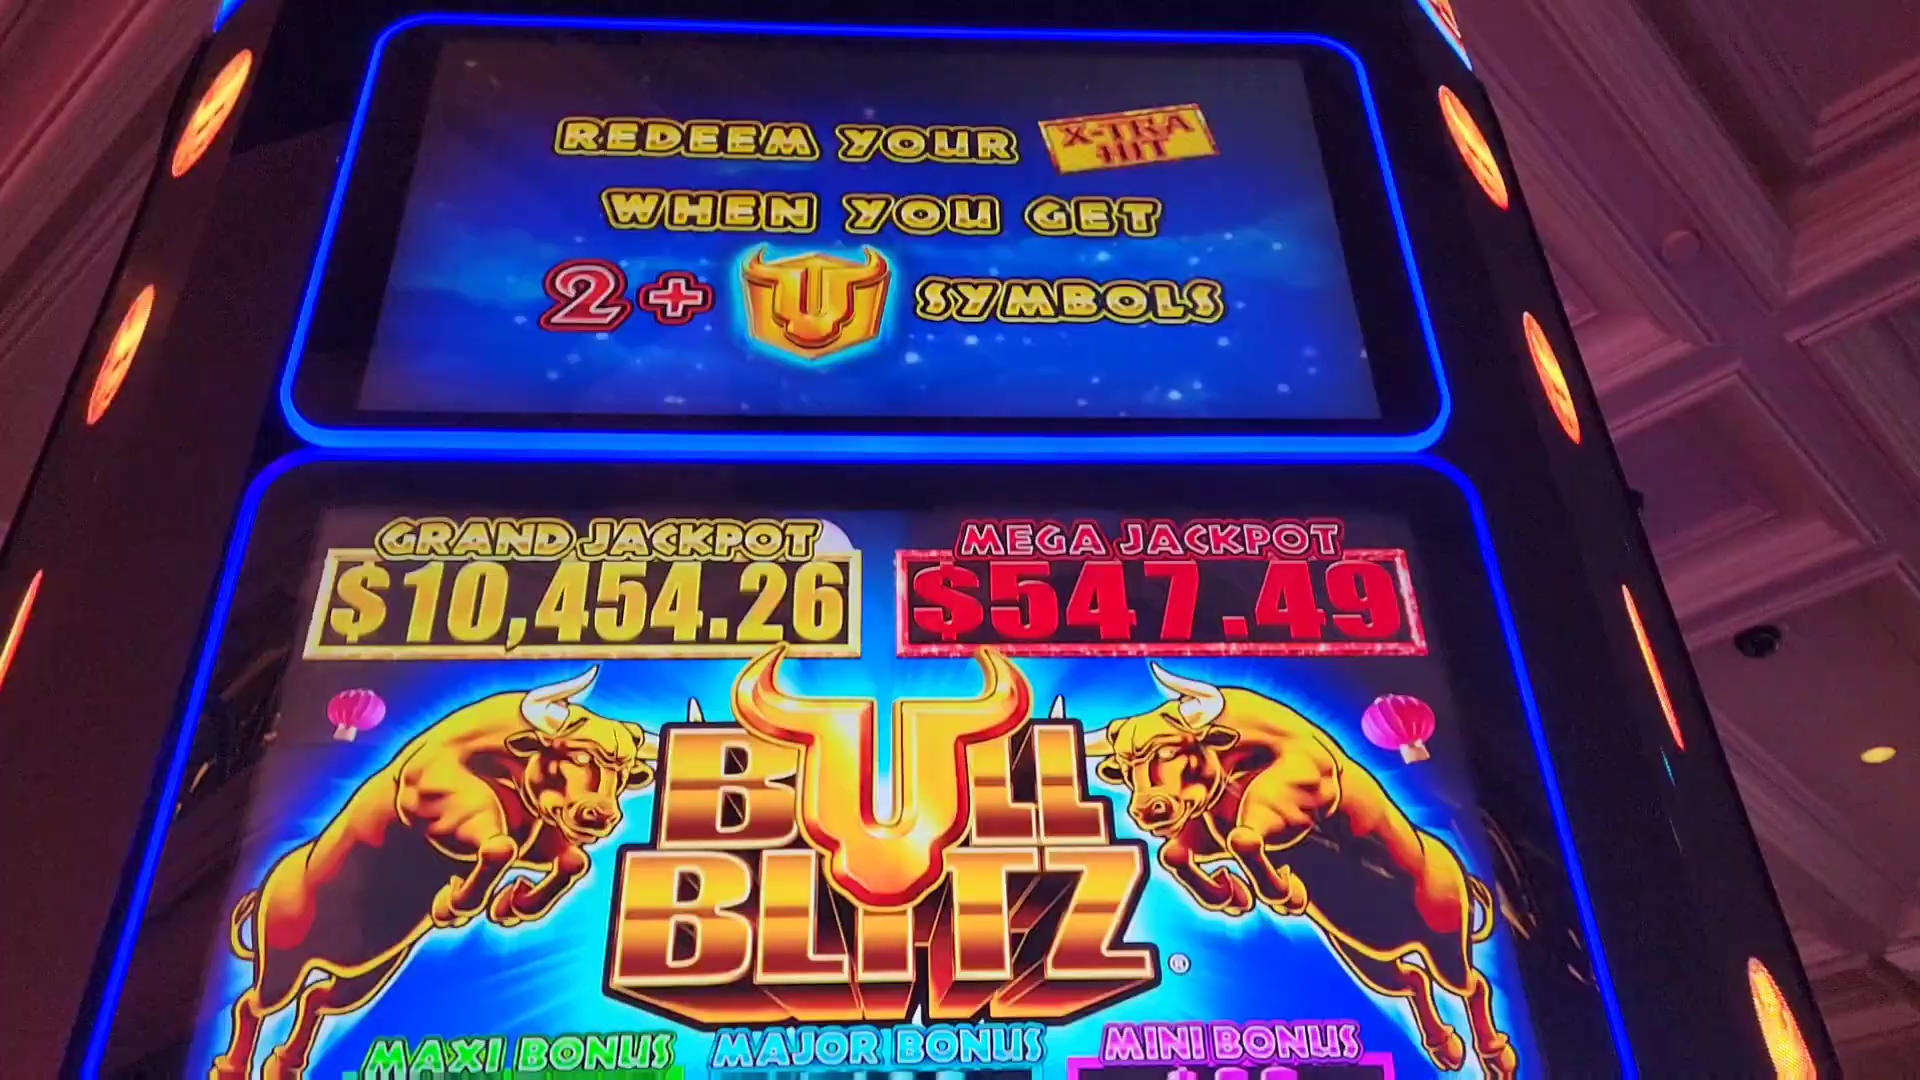 REDEEM YOUR X-TRA HIT
WHEN YOU GET
2+ SYMBOLS
GRAND JACKPOT
$10,454.26
MEGA JACKPOT
$547.49
BULL
BLITZ®
MAXI BONUS
MAJOR BONUS
MINI BONUS